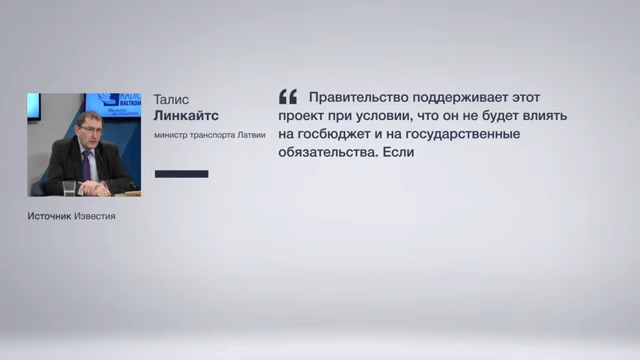 Талис
Линкайтс
министр транспорта Латвии
Правительство поддерживает этот
проект при условии, что он не будет влиять
на госбюджет и на государственные
обязательства. Если
Источник Известия